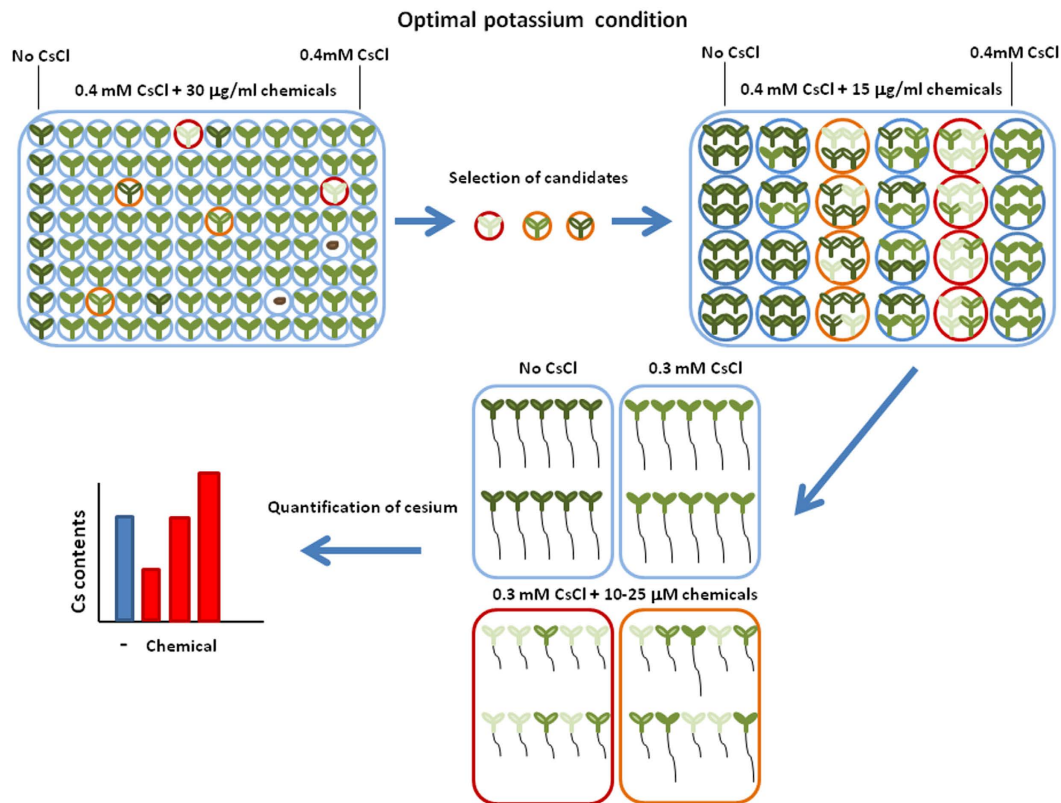 Optimal potassium condition
No CsCl
0.4mM CsCl
0.4 mM CsCl + 30 μg/ml chemicals
Selection of candidates
No CsCl
0.4mM CsCl
0.4 mM CsCl + 15 μg/ml chemicals
No CsCl
0.3 mM CsCl
Quantification of cesium
0.3 mM CsCl + 10-25 μM chemicals
Cs contents
- Chemical